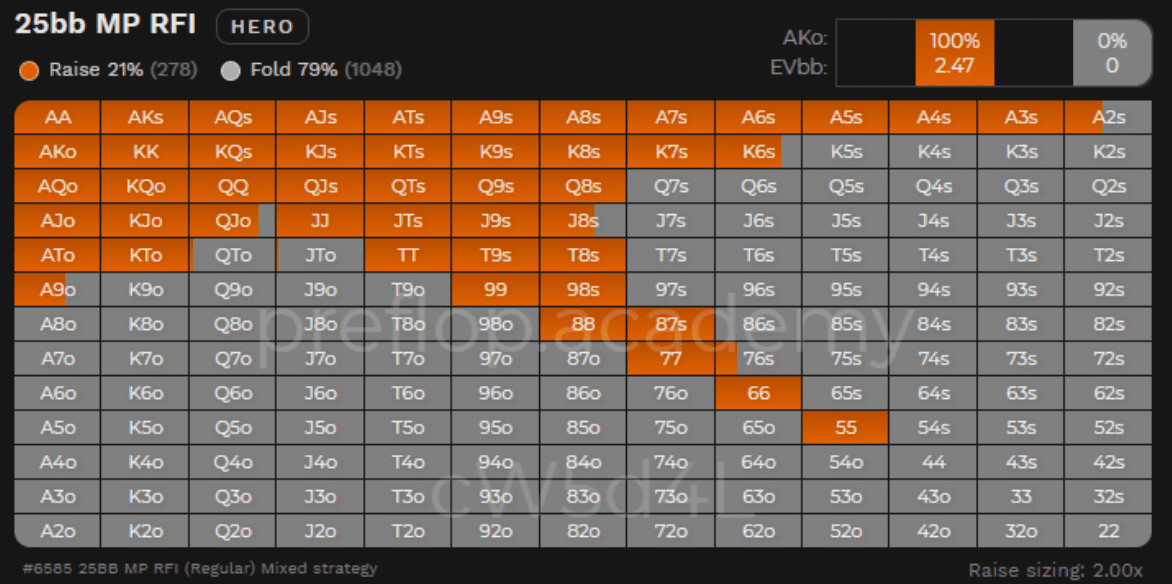 25bb MP RFI HERO
Raise 21% (278) Fold 79% (1048)
AKo: 100% 0%
EVbb: 2.47 0
AA AKs AQs AJs ATs A9s A8s A7s A6s A5s A4s A3s A2s
AKo KK KQs KJs KTs K9s K8s K7s K6s K5s K4s K3s K2s
AQo KQo QQ QJs QTs Q9s Q8s Q7s Q6s Q5s Q4s Q3s Q2s
AJo KJo QJo JJ JTs J9s J8s J7s J6s J5s J4s J3s J2s
ATo KTo QTo JTo TT T9s T8s T7s T6s T5s T4s T3s T2s
A9o K9o Q9o J9o T9o 99 98s 97s 96s 95s 94s 93s 92s
A8o K8o Q8o J8o T8o 98o 88 87s 86s 85s 84s 83s 82s
preflop.academy
A7o K7o Q7o J7o T7o 97o 87o 77 76s 75s 74s 73s 72s
A6o K6o Q6o J6o T6o 96o 86o 76o 66 65s 64s 63s 62s
A5o K5o Q5o J5o T5o 95o 85o 75o 65o 55 54s 53s 52s
A4o K4o Q4o J4o T4o 94o 84o 74o 64o 54o 44 43s 42s
A3o K3o Q3o J3o T3o 93o 83o 73o 63o 53o 43o 33 32s
cW5d4L
A2o K2o Q2o J2o T2o 92o 82o 72o 62o 52o 42o 32o 22
#6585 25BB MP RFI (Regular) Mixed strategy
Raise sizing: 2.00x